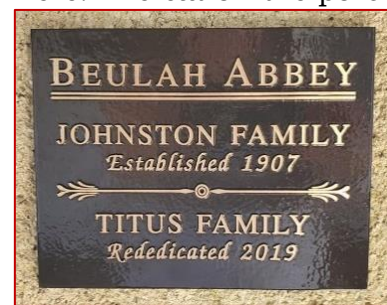 BEULAH ABBEY
JOHNSTON FAMILY
Established 1907
TITUS FAMILY
Rededicated 2019